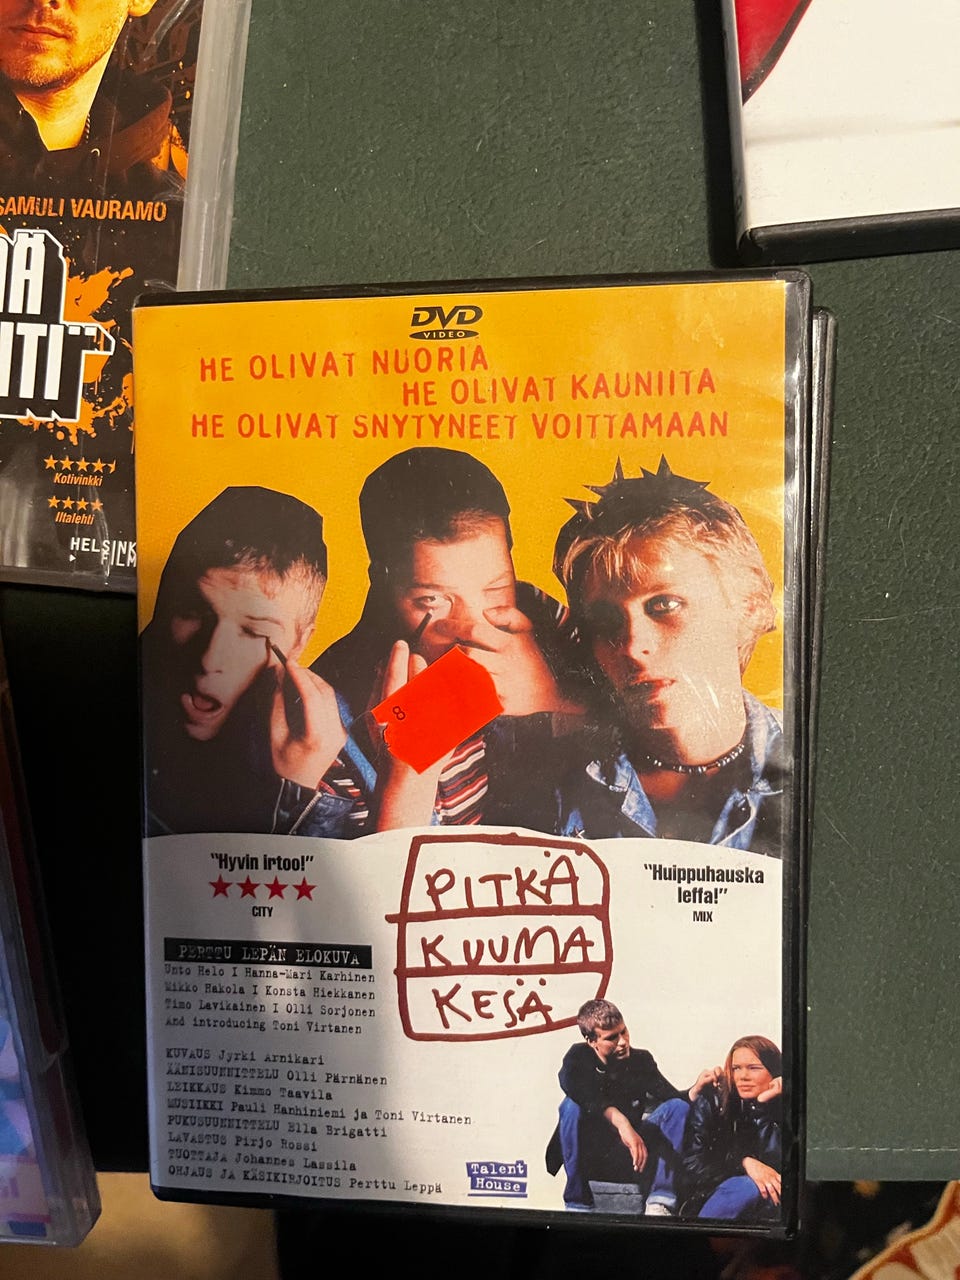 SAMULI VAURAMO
Kotivinkki
Iltalehti
DVD
VIDEO
HE OLIVAT NUORIA
HE OLIVAT KAUNIITA
HE OLIVAT SNYTYNEET VOITTAMAAN
8
"Hyvin irtoo!"
CITY
PITKÄ
KUUMA
KESÄ
"Huippuhauska
leffa!"
MIX
PERTTU LEPÄN ELOKUVA
Unto Helo I Hanna-Mari Karhinen
Mikko Hakola I Konsta Hiekkanen
Timo Lavikainen I Olli Sorjonen
And introducing Toni Virtanen
KUVAUS Jyrki Arnikari
ÄÄNISUUNNITTELU Olli Pärnänen
LEIKKAUS Kimmo Taavila
MUSIIKKI Pauli Hanhiniemi ja Toni Virtanen
PUKUSUUNNITTELU Ella Brigatti
LAVASTUS Pirjo Rossi
TUOTTAJA Johannes Lassila
OHJAUS JA KÄSIKIRJOITUS Perttu Leppä
Talent
House